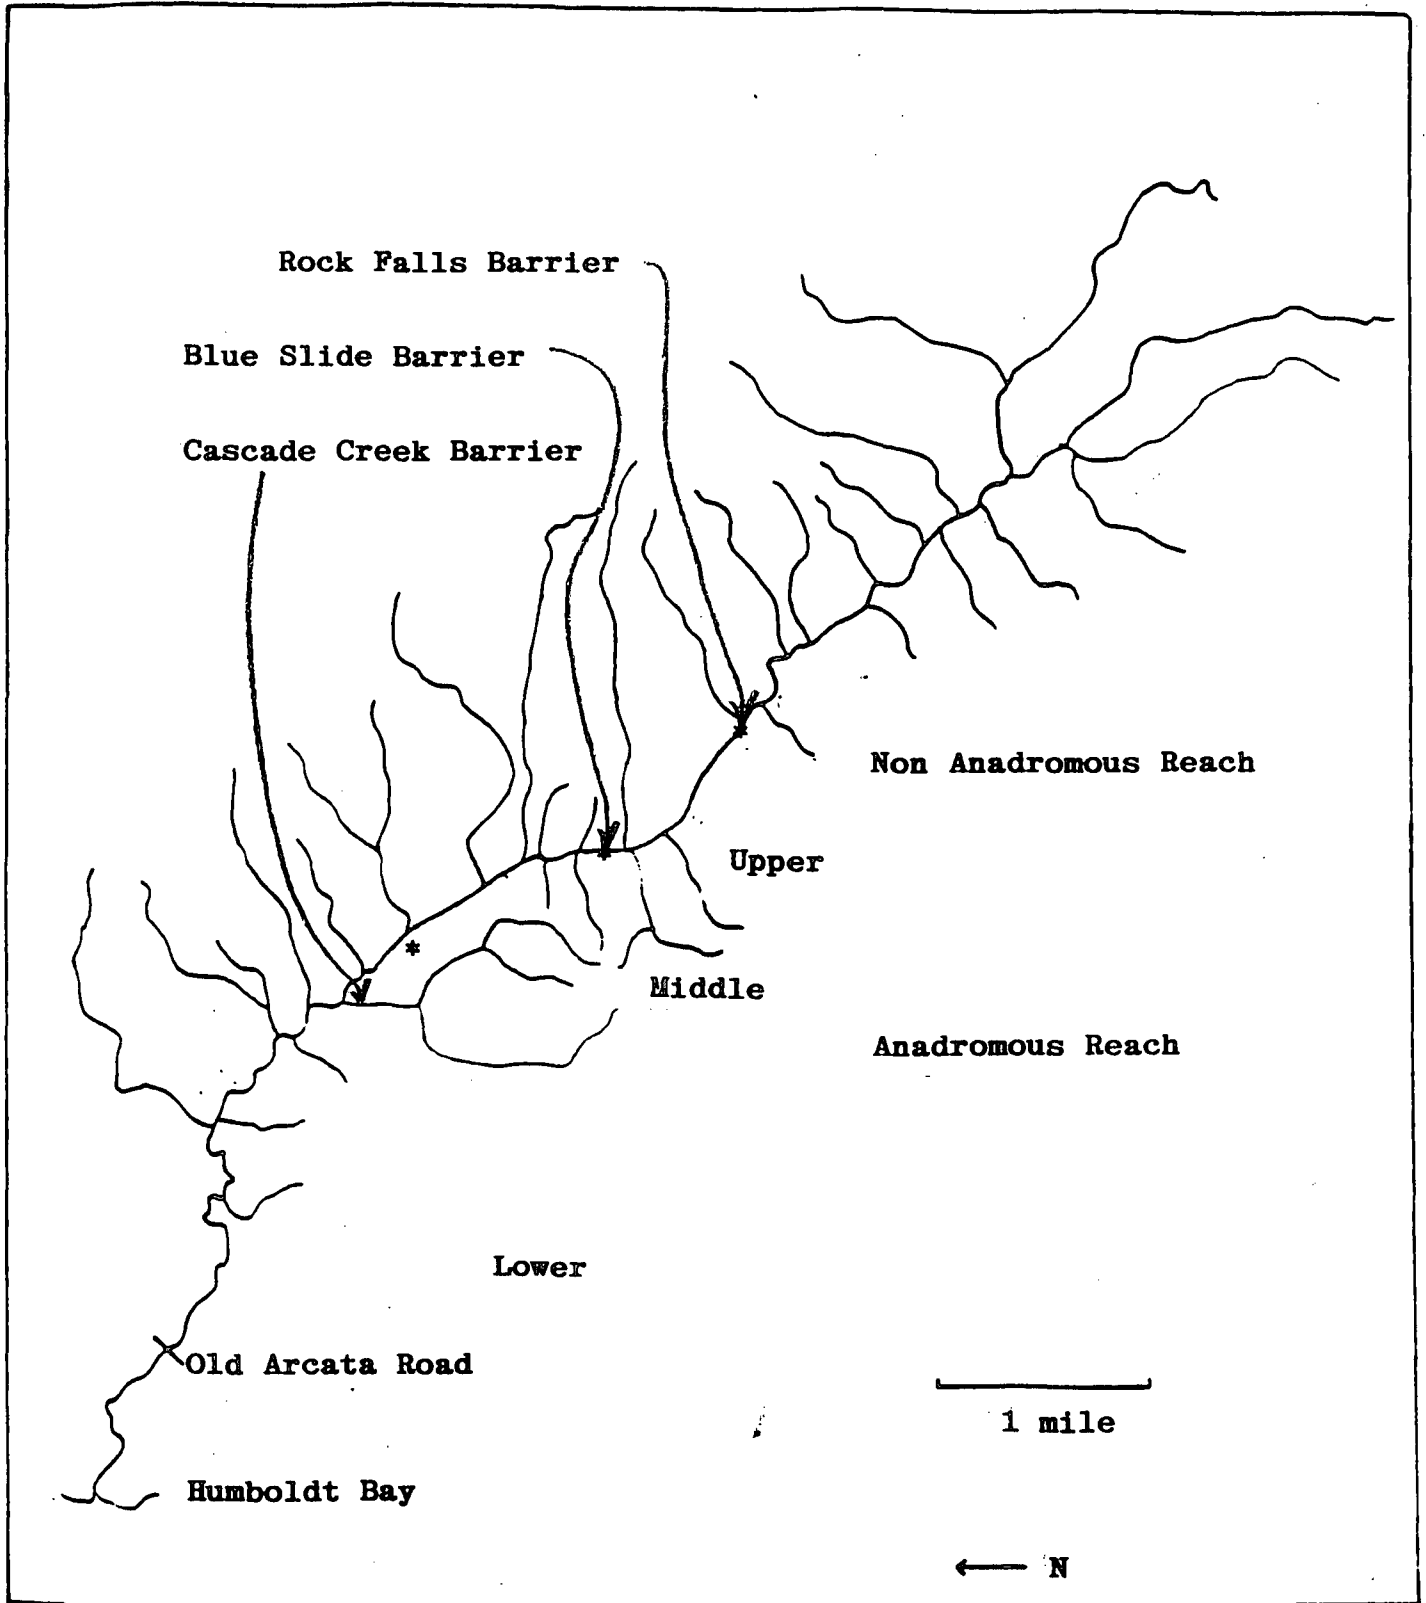 Rock Falls Barrier
Blue Slide Barrier
Cascade Creek Barrier
Non Anadromous Reach
Upper
Middle
Anadromous Reach
Lower
Old Arcata Road
1 mile
Humboldt Bay
N